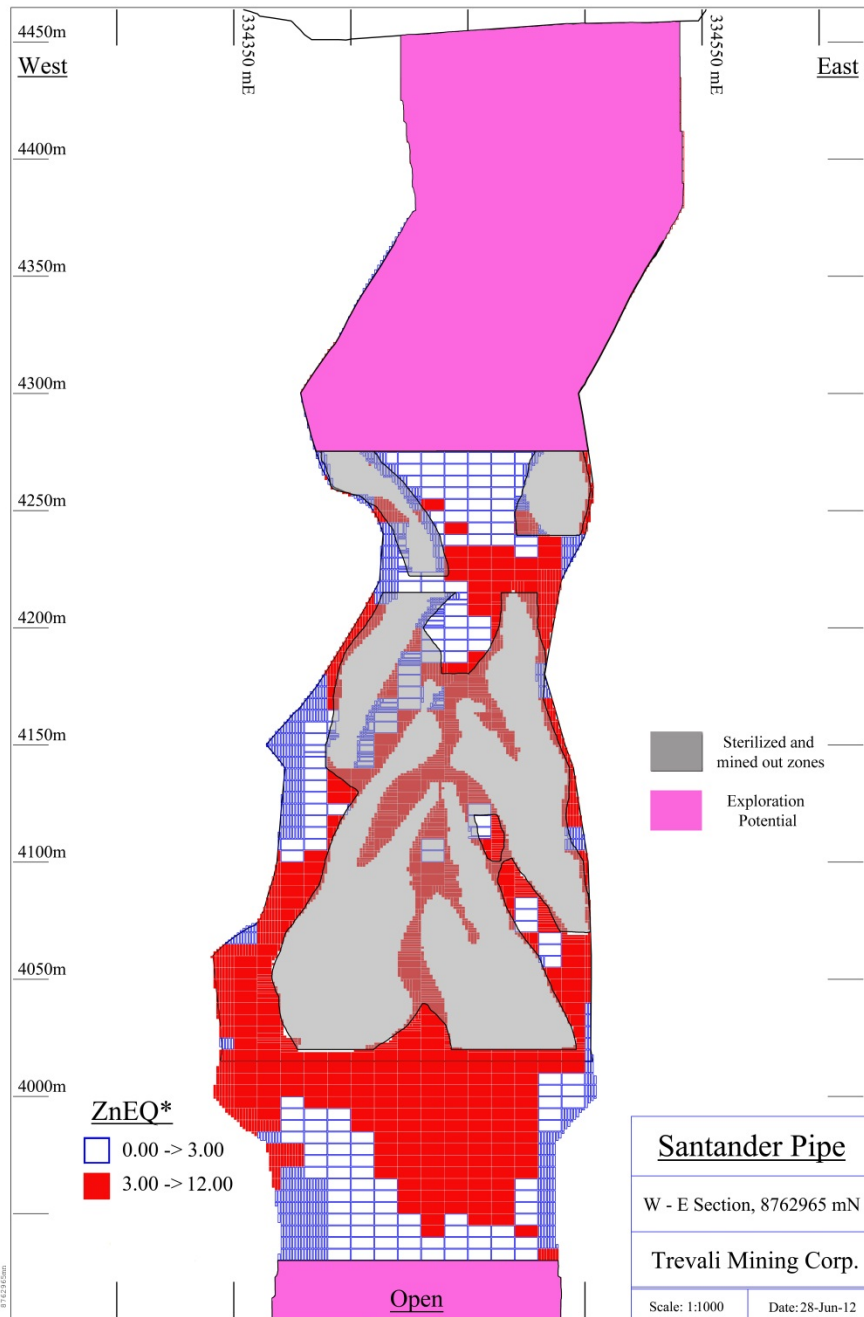 4450m
West
334350 mE
334550 mE
East
4400m
4350m
4300m
4250m
4200m
4150m
Sterilized and
mined out zones
Exploration
Potential
4100m
4050m
4000m
ZnEQ*
0.00 -> 3.00
3.00 -> 12.00
Santander Pipe
W - E Section, 8762965 mN
Trevali Mining Corp.
Scale: 1:1000
Date: 28-Jun-12
Open
8762965mn